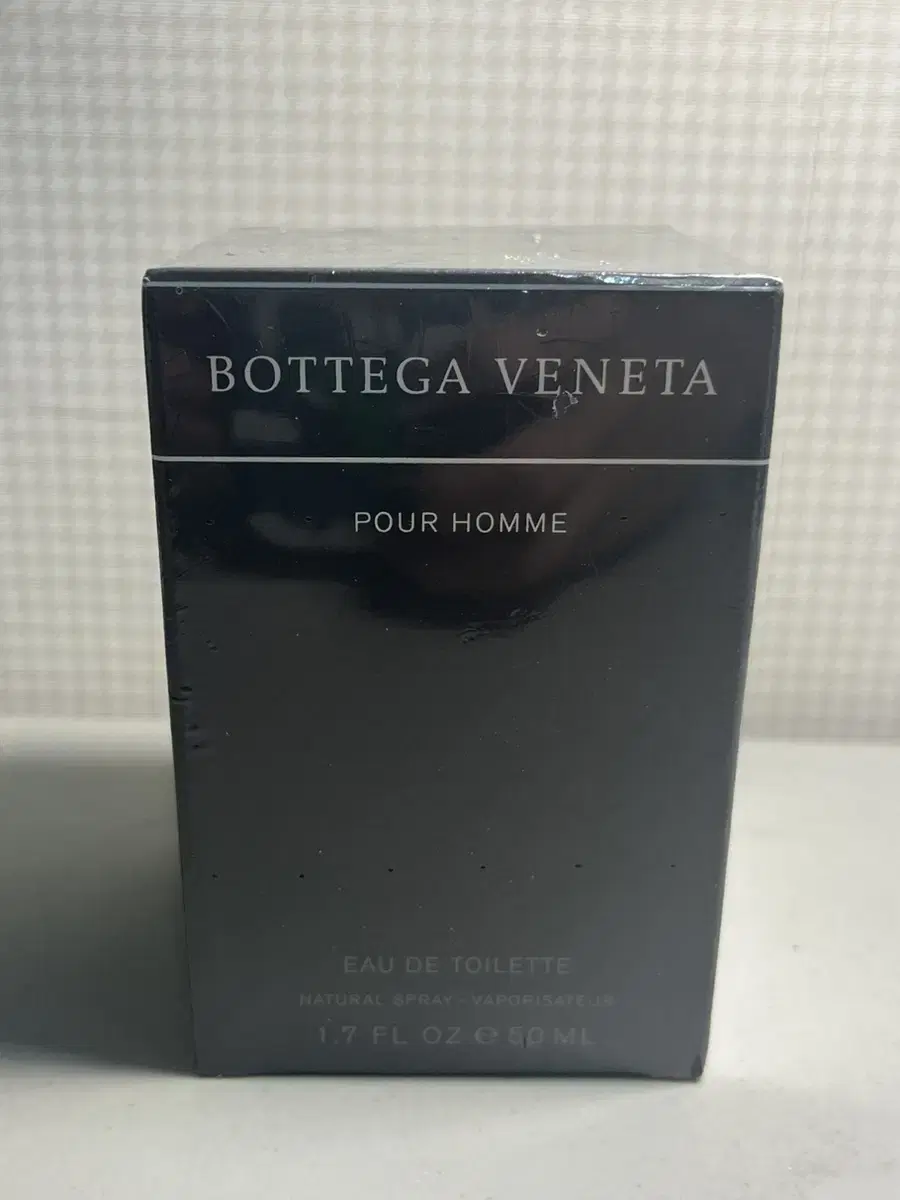 BOTTEGA VENETA
POUR HOMME
EAU DE TOILETTE
NATURAL SPRAY - VAPORISATEUR
1.7 FL OZ ℮ 50 ML